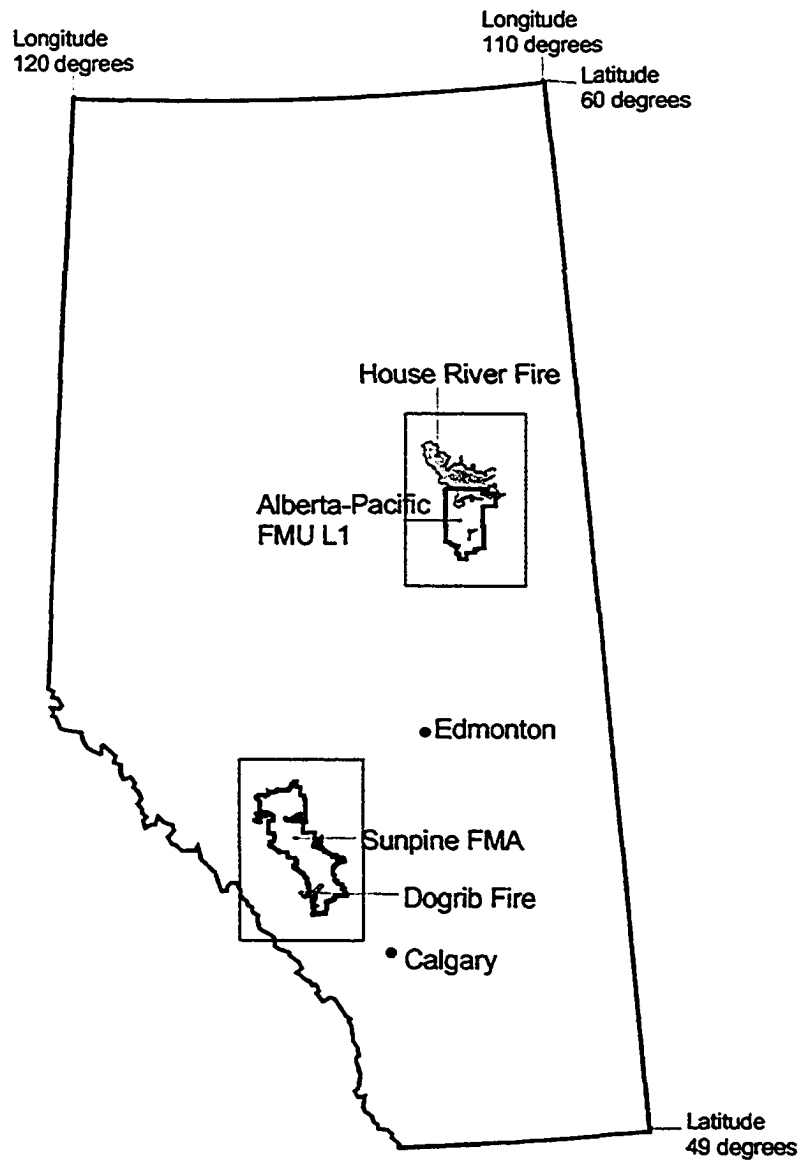 Longitude
120 degrees
Longitude
110 degrees
Latitude
60 degrees
House River Fire
Alberta-Pacific
FMU L1
Edmonton
Sunpine FMA
Dogrib Fire
Calgary
Latitude
49 degrees